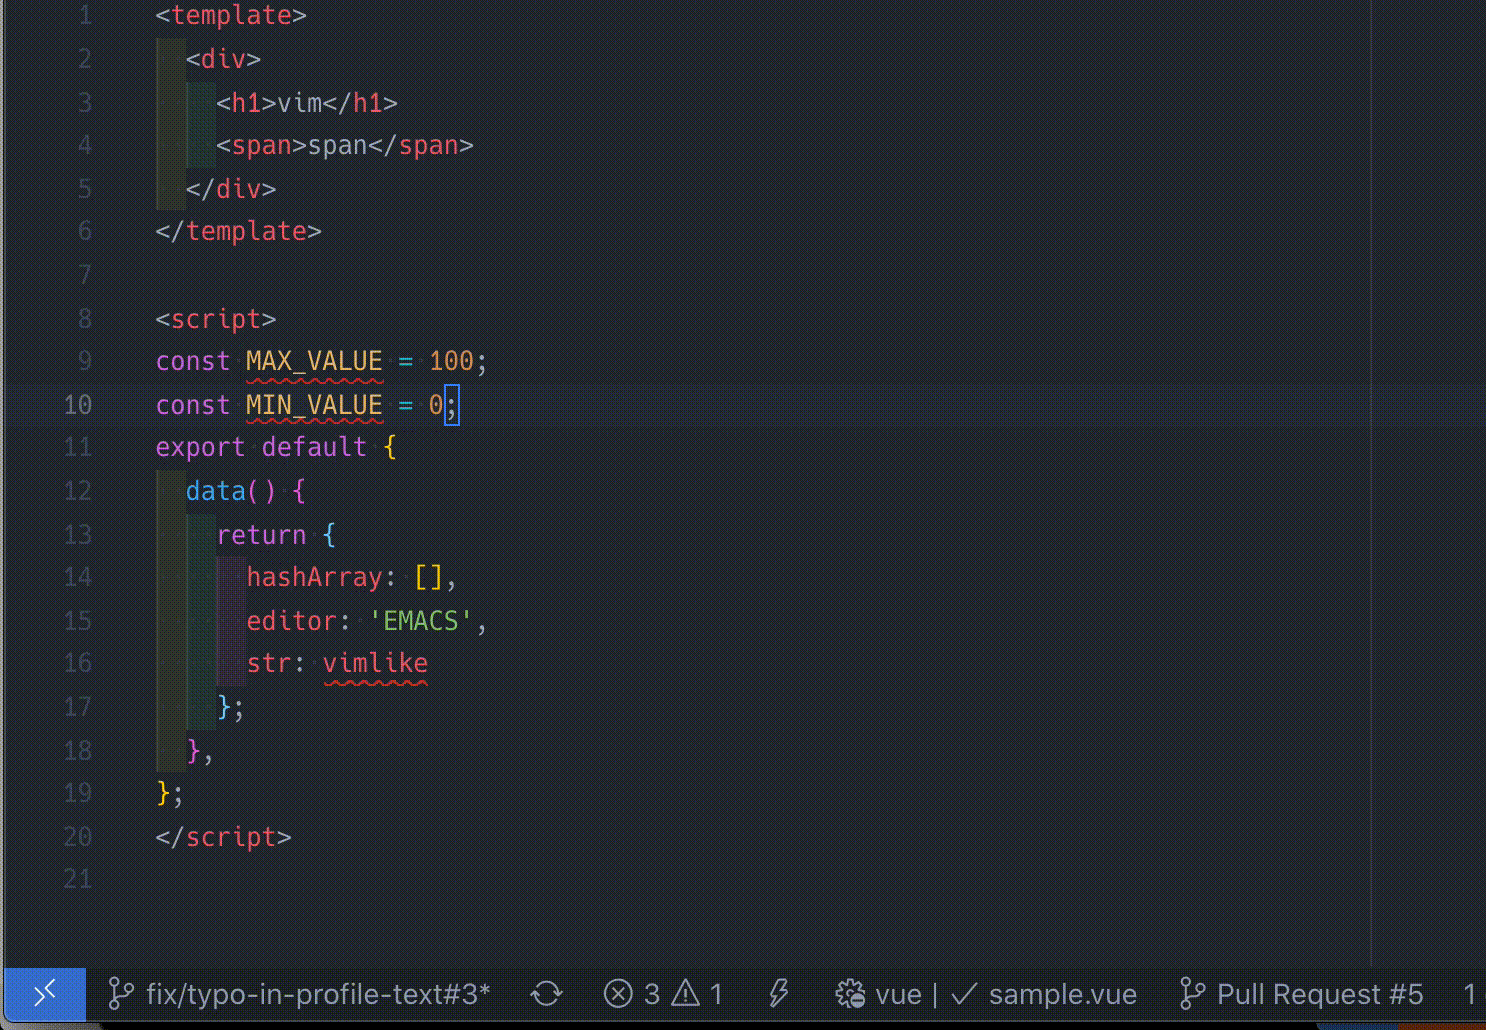 1 <template>
2 <div>
3 <h1>vim</h1>
4 <span>span</span>
5 </div>
6 </template>
7
8 <script>
9 const MAX_VALUE = 100;
10 const MIN_VALUE = 0;
11 export default {
12 data() {
13 return {
14 hashArray: [],
15 editor: 'EMACS',
16 str: vimlike
17 };
18 },
19 };
20 </script>
21
fix/typo-in-profile-text#3* 3 1 vue | sample.vue Pull Request #5 1